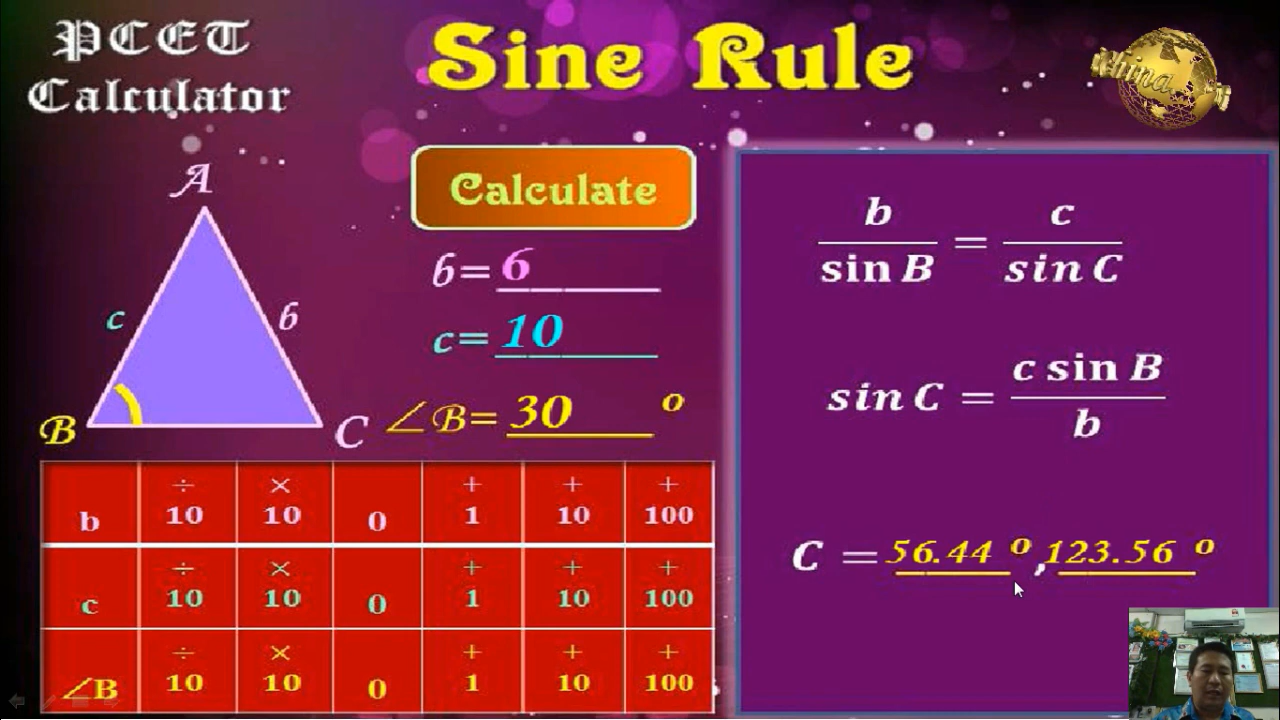 PCET
Calculator
Sine Rule
China
Calculate
A
c
b
B
C
b= 6
c= 10
∠B= 30 o
b/sin B = c/sin C
sin C = c sin B/b
C = 56.44 o, 123.56 o
b ÷ 10 × 10 0 + 1 + 10 + 100
c ÷ 10 × 10 0 + 1 + 10 + 100
∠B ÷ 10 × 10 0 + 1 + 10 + 100